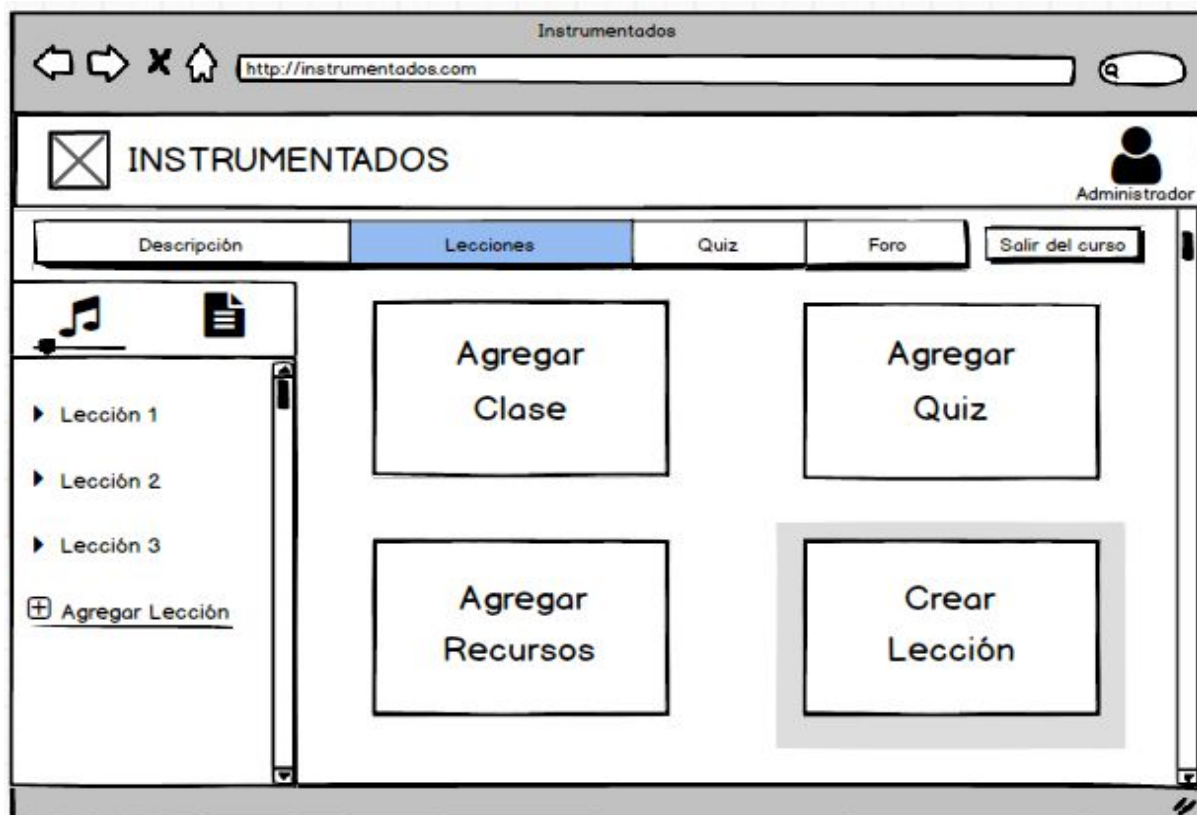 Instrumentados
http://instrumentados.com
INSTRUMENTADOS
Administrador
Descripción
Lecciones
Quiz
Foro
Salir del curso
Lección 1
Lección 2
Lección 3
Agregar Lección
Agregar
Clase
Agregar
Quiz
Agregar
Recursos
Crear
Lección